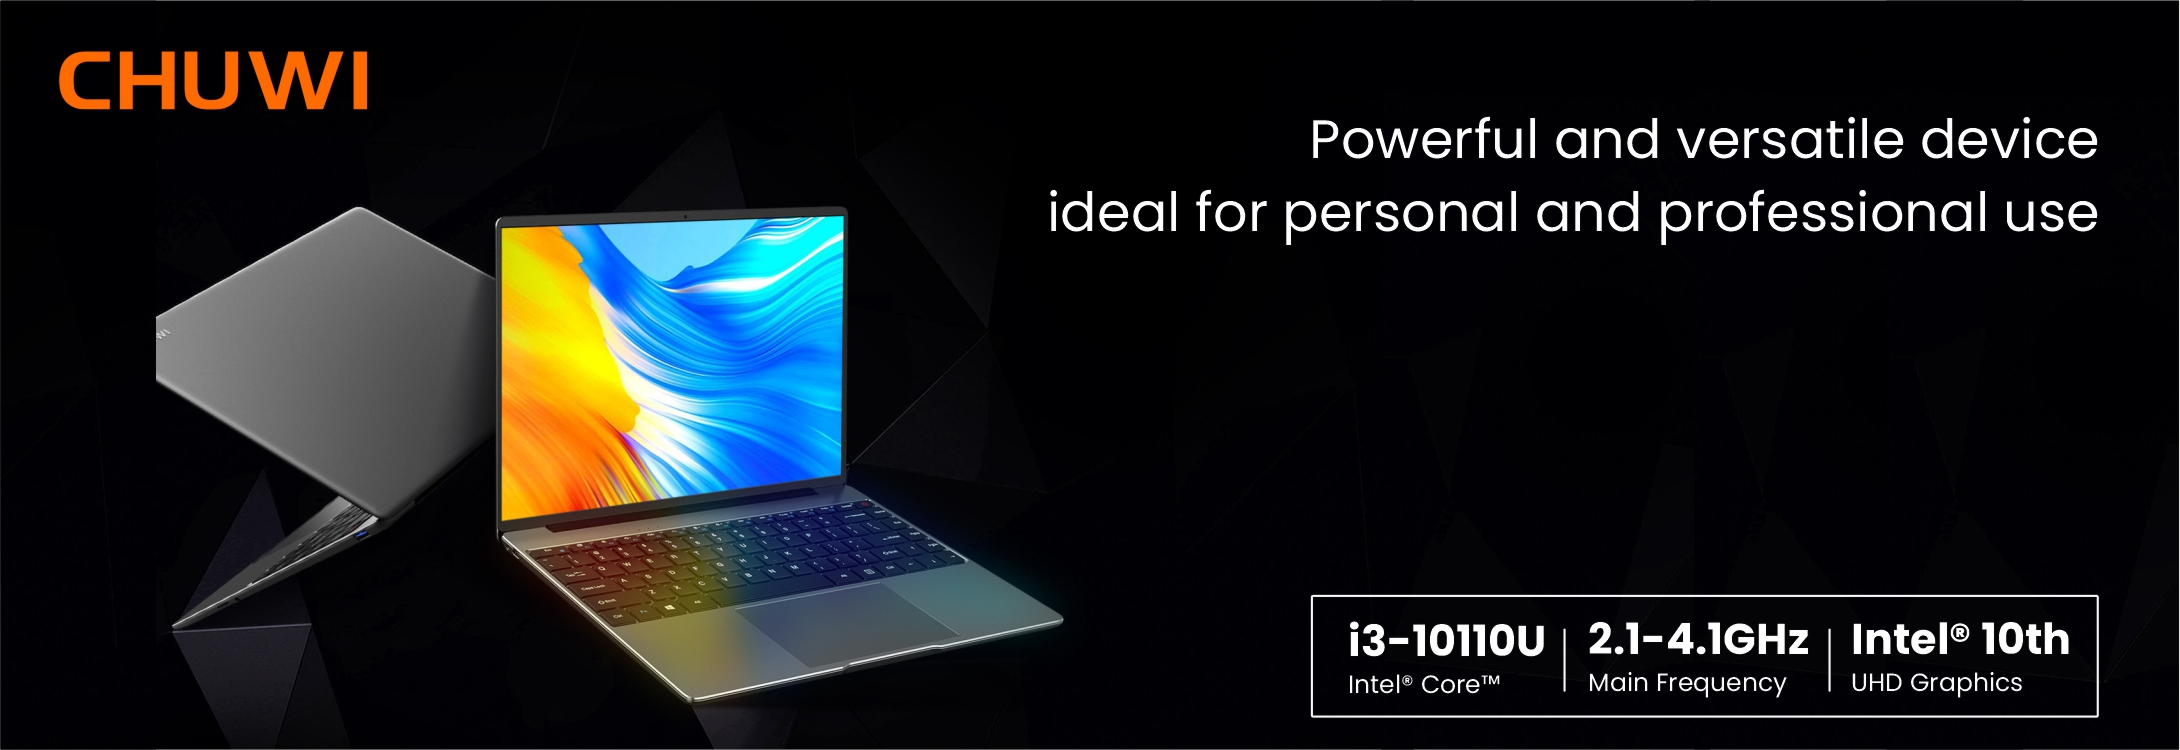 CHUWI
Powerful and versatile device
ideal for personal and professional use
i3-10110U
Intel® Core™
2.1-4.1GHz
Main Frequency
Intel® 10th
UHD Graphics